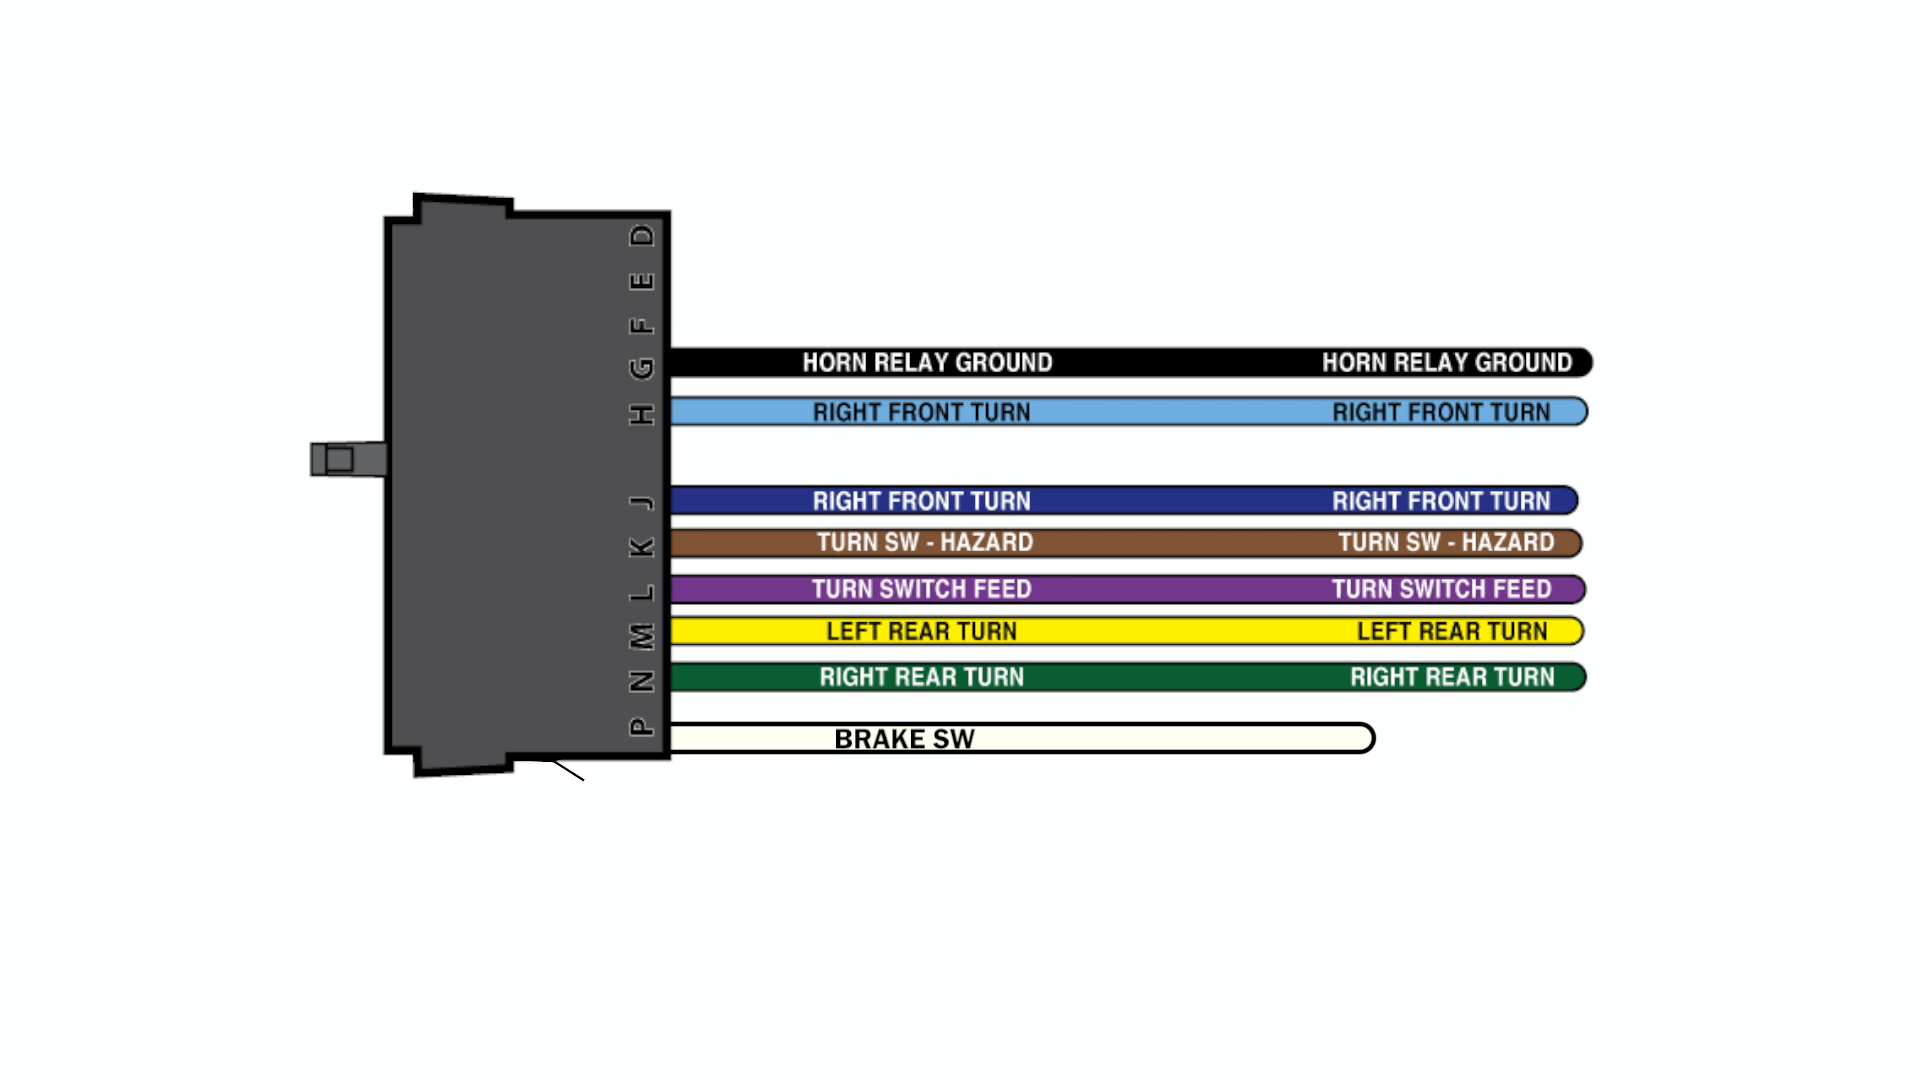 D
E
F
G HORN RELAY GROUND HORN RELAY GROUND
H RIGHT FRONT TURN RIGHT FRONT TURN
J RIGHT FRONT TURN RIGHT FRONT TURN
K TURN SW - HAZARD TURN SW - HAZARD
L TURN SWITCH FEED TURN SWITCH FEED
M LEFT REAR TURN LEFT REAR TURN
N RIGHT REAR TURN RIGHT REAR TURN
P BRAKE SW